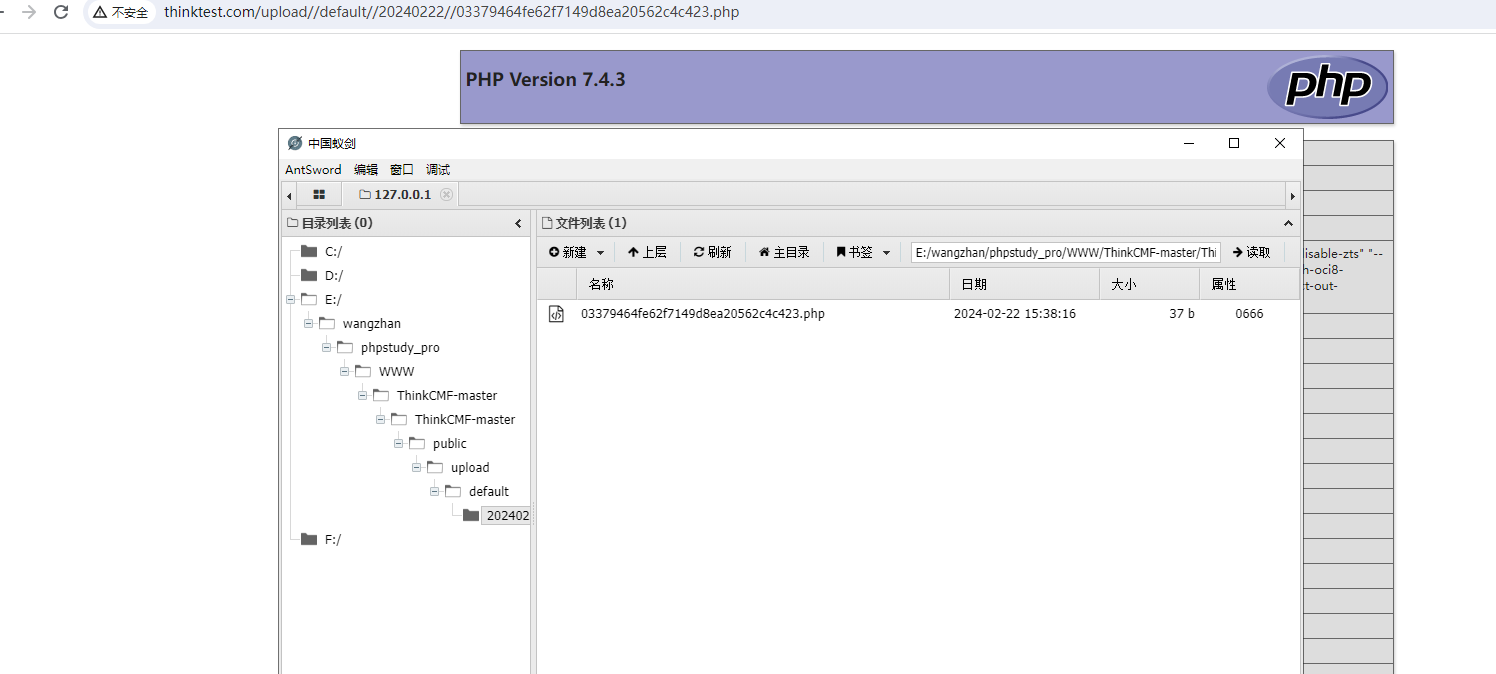 不安全 thinktest.com/upload//default//20240222//03379464fe62f7149d8ea20562c4c423.php
PHP Version 7.4.3
php
中国蚁剑
AntSword 编辑 窗口 调试
127.0.0.1
目录列表 (0)
文件列表 (1)
新建 上层 刷新 主目录 书签 E:/wangzhan/phpstudy_pro/WWW/ThinkCMF-master/Thi 读取
名称 日期 大小 属性
03379464fe62f7149d8ea20562c4c423.php 2024-02-22 15:38:16 37 b 0666
C:/
D:/
E:/
wangzhan
phpstudy_pro
WWW
ThinkCMF-master
ThinkCMF-master
public
upload
default
202402
F:/
isable-zts" "--
h-oci8-
t-out-